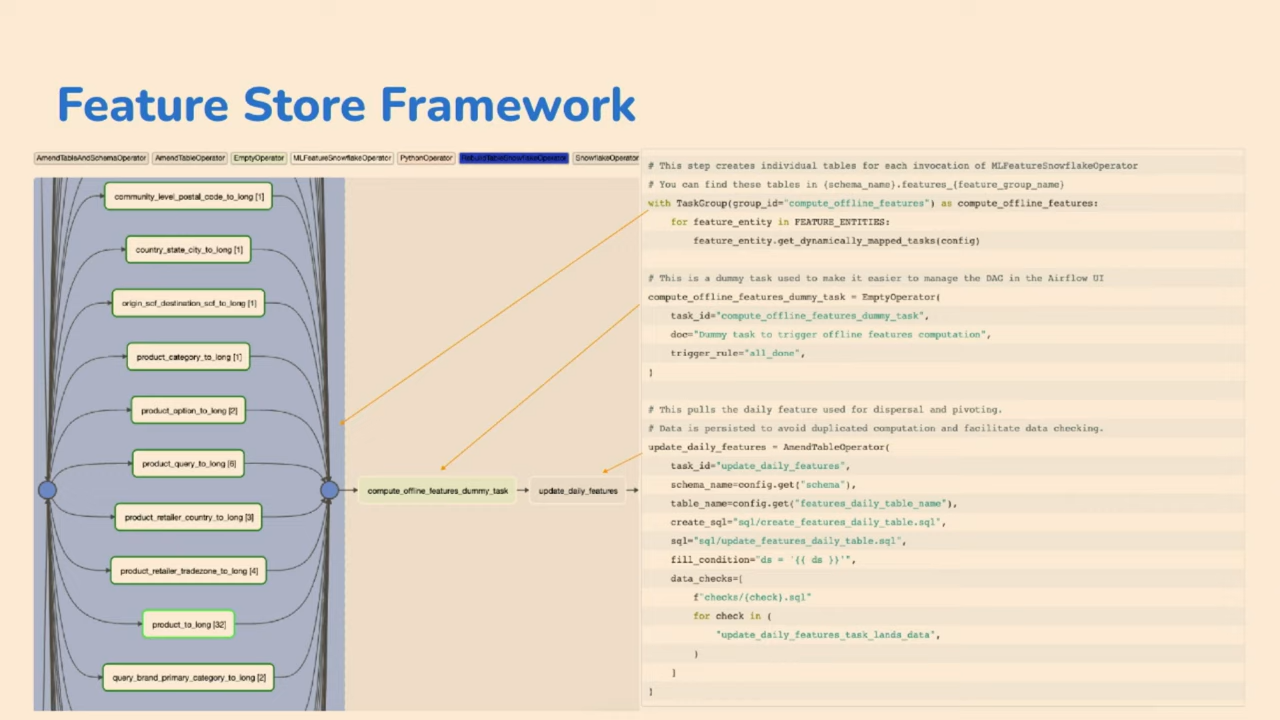 Feature Store Framework
AmendTableAndSchemaOperator AmendTableOperator EmptyOperator MLFeatureSnowflakeOperator PythonOperator RebuildTableSnowflakeOperator SnowflakeOperator
community_level_postal_code_to_long [1]
country_state_city_to_long [1]
origin_scf_destination_scf_to_long [1]
product_category_to_long [1]
product_option_to_long [2]
product_query_to_long [6]
product_retailer_country_to_long [3]
product_retailer_tradezone_to_long [4]
product_to_long [32]
query_brand_primary_category_to_long [2]
compute_offline_features_dummy_task
update_daily_features
# This step creates individual tables for each invocation of MLFeatureSnowflakeOperator
# You can find these tables in {schema_name}.features_{feature_group_name}
with TaskGroup(group_id="compute_offline_features") as compute_offline_features:
for feature_entity in FEATURE_ENTITIES:
feature_entity.get_dynamically_mapped_tasks(config)
# This is a dummy task used to make it easier to manage the DAG in the Airflow UI
compute_offline_features_dummy_task = EmptyOperator(
task_id="compute_offline_features_dummy_task",
doc="Dummy task to trigger offline features computation",
trigger_rule="all_done",
)
# This pulls the daily feature used for dispersal and pivoting.
# Data is persisted to avoid duplicated computation and facilitate data checking.
update_daily_features = AmendTableOperator(
task_id="update_daily_features",
schema_name=config.get("schema"),
table_name=config.get("features_daily_table_name"),
create_sql="sql/create_features_daily_table.sql",
sql="sql/update_features_daily_table.sql",
fill_condition="ds = '{{ ds }}'",
data_checks=[
f"checks/{check}.sql"
for check in (
"update_daily_features_task_lands_data",
)
]
)